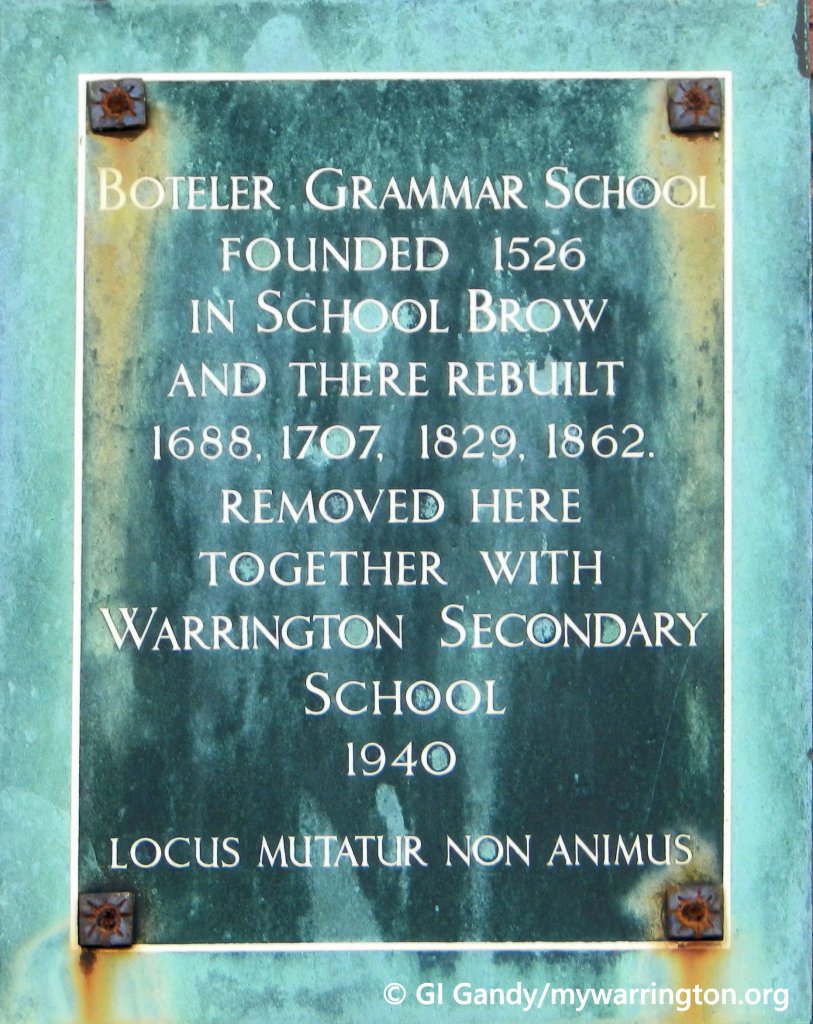 BOTELER GRAMMAR SCHOOL
FOUNDED 1526
IN SCHOOL BROW
AND THERE REBUILT
1688, 1707, 1829, 1862.
REMOVED HERE
TOGETHER WITH
WARRINGTON SECONDARY
SCHOOL
1940
LOCUS MUTATUR NON ANIMUS
© GI Gandy/mywarrington.org